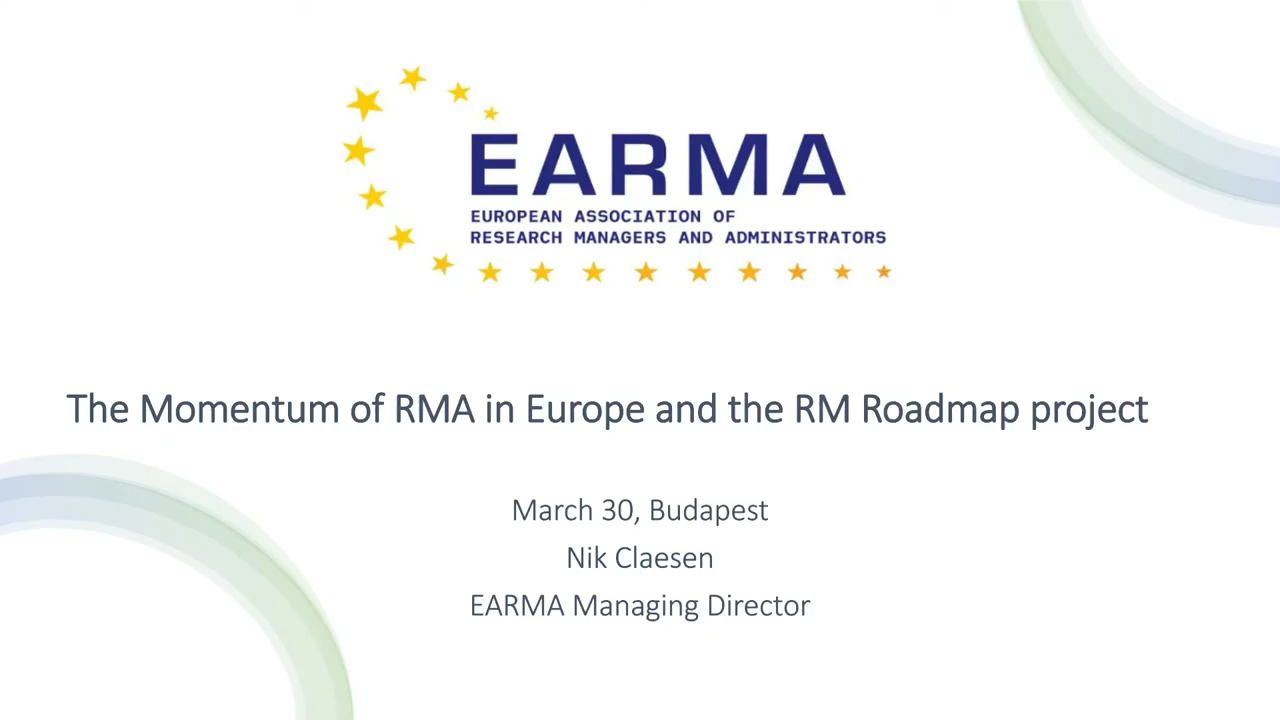 EARMA
EUROPEAN ASSOCIATION OF
RESEARCH MANAGERS AND ADMINISTRATORS
The Momentum of RMA in Europe and the RM Roadmap project
March 30, Budapest
Nik Claesen
EARMA Managing Director